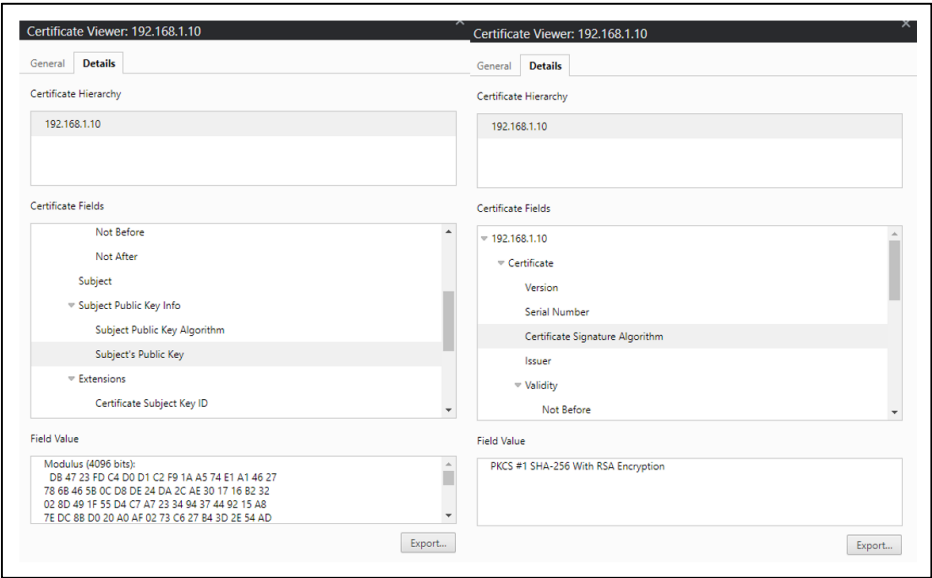 Certificate Viewer: 192.168.1.10
General Details
Certificate Hierarchy
192.168.1.10
Certificate Fields
Not Before
Not After
Subject
Subject Public Key Info
Subject Public Key Algorithm
Subject's Public Key
Extensions
Certificate Subject Key ID
Field Value
Modulus (4096 bits):
DB 47 23 FD C4 D0 D1 C2 F9 1A A5 74 E1 A1 46 27
78 6B 46 5B 0C D8 DE 24 DA 2C AE 30 17 16 B2 32
02 8D 49 1F 55 D4 C7 A7 23 34 94 37 44 92 15 A8
7E DC 8B D0 20 A0 AF 02 73 C6 27 B4 3D 2E 54 AD
Export...
Certificate Viewer: 192.168.1.10
General Details
Certificate Hierarchy
192.168.1.10
Certificate Fields
192.168.1.10
Certificate
Version
Serial Number
Certificate Signature Algorithm
Issuer
Validity
Not Before
Field Value
PKCS #1 SHA-256 With RSA Encryption
Export...